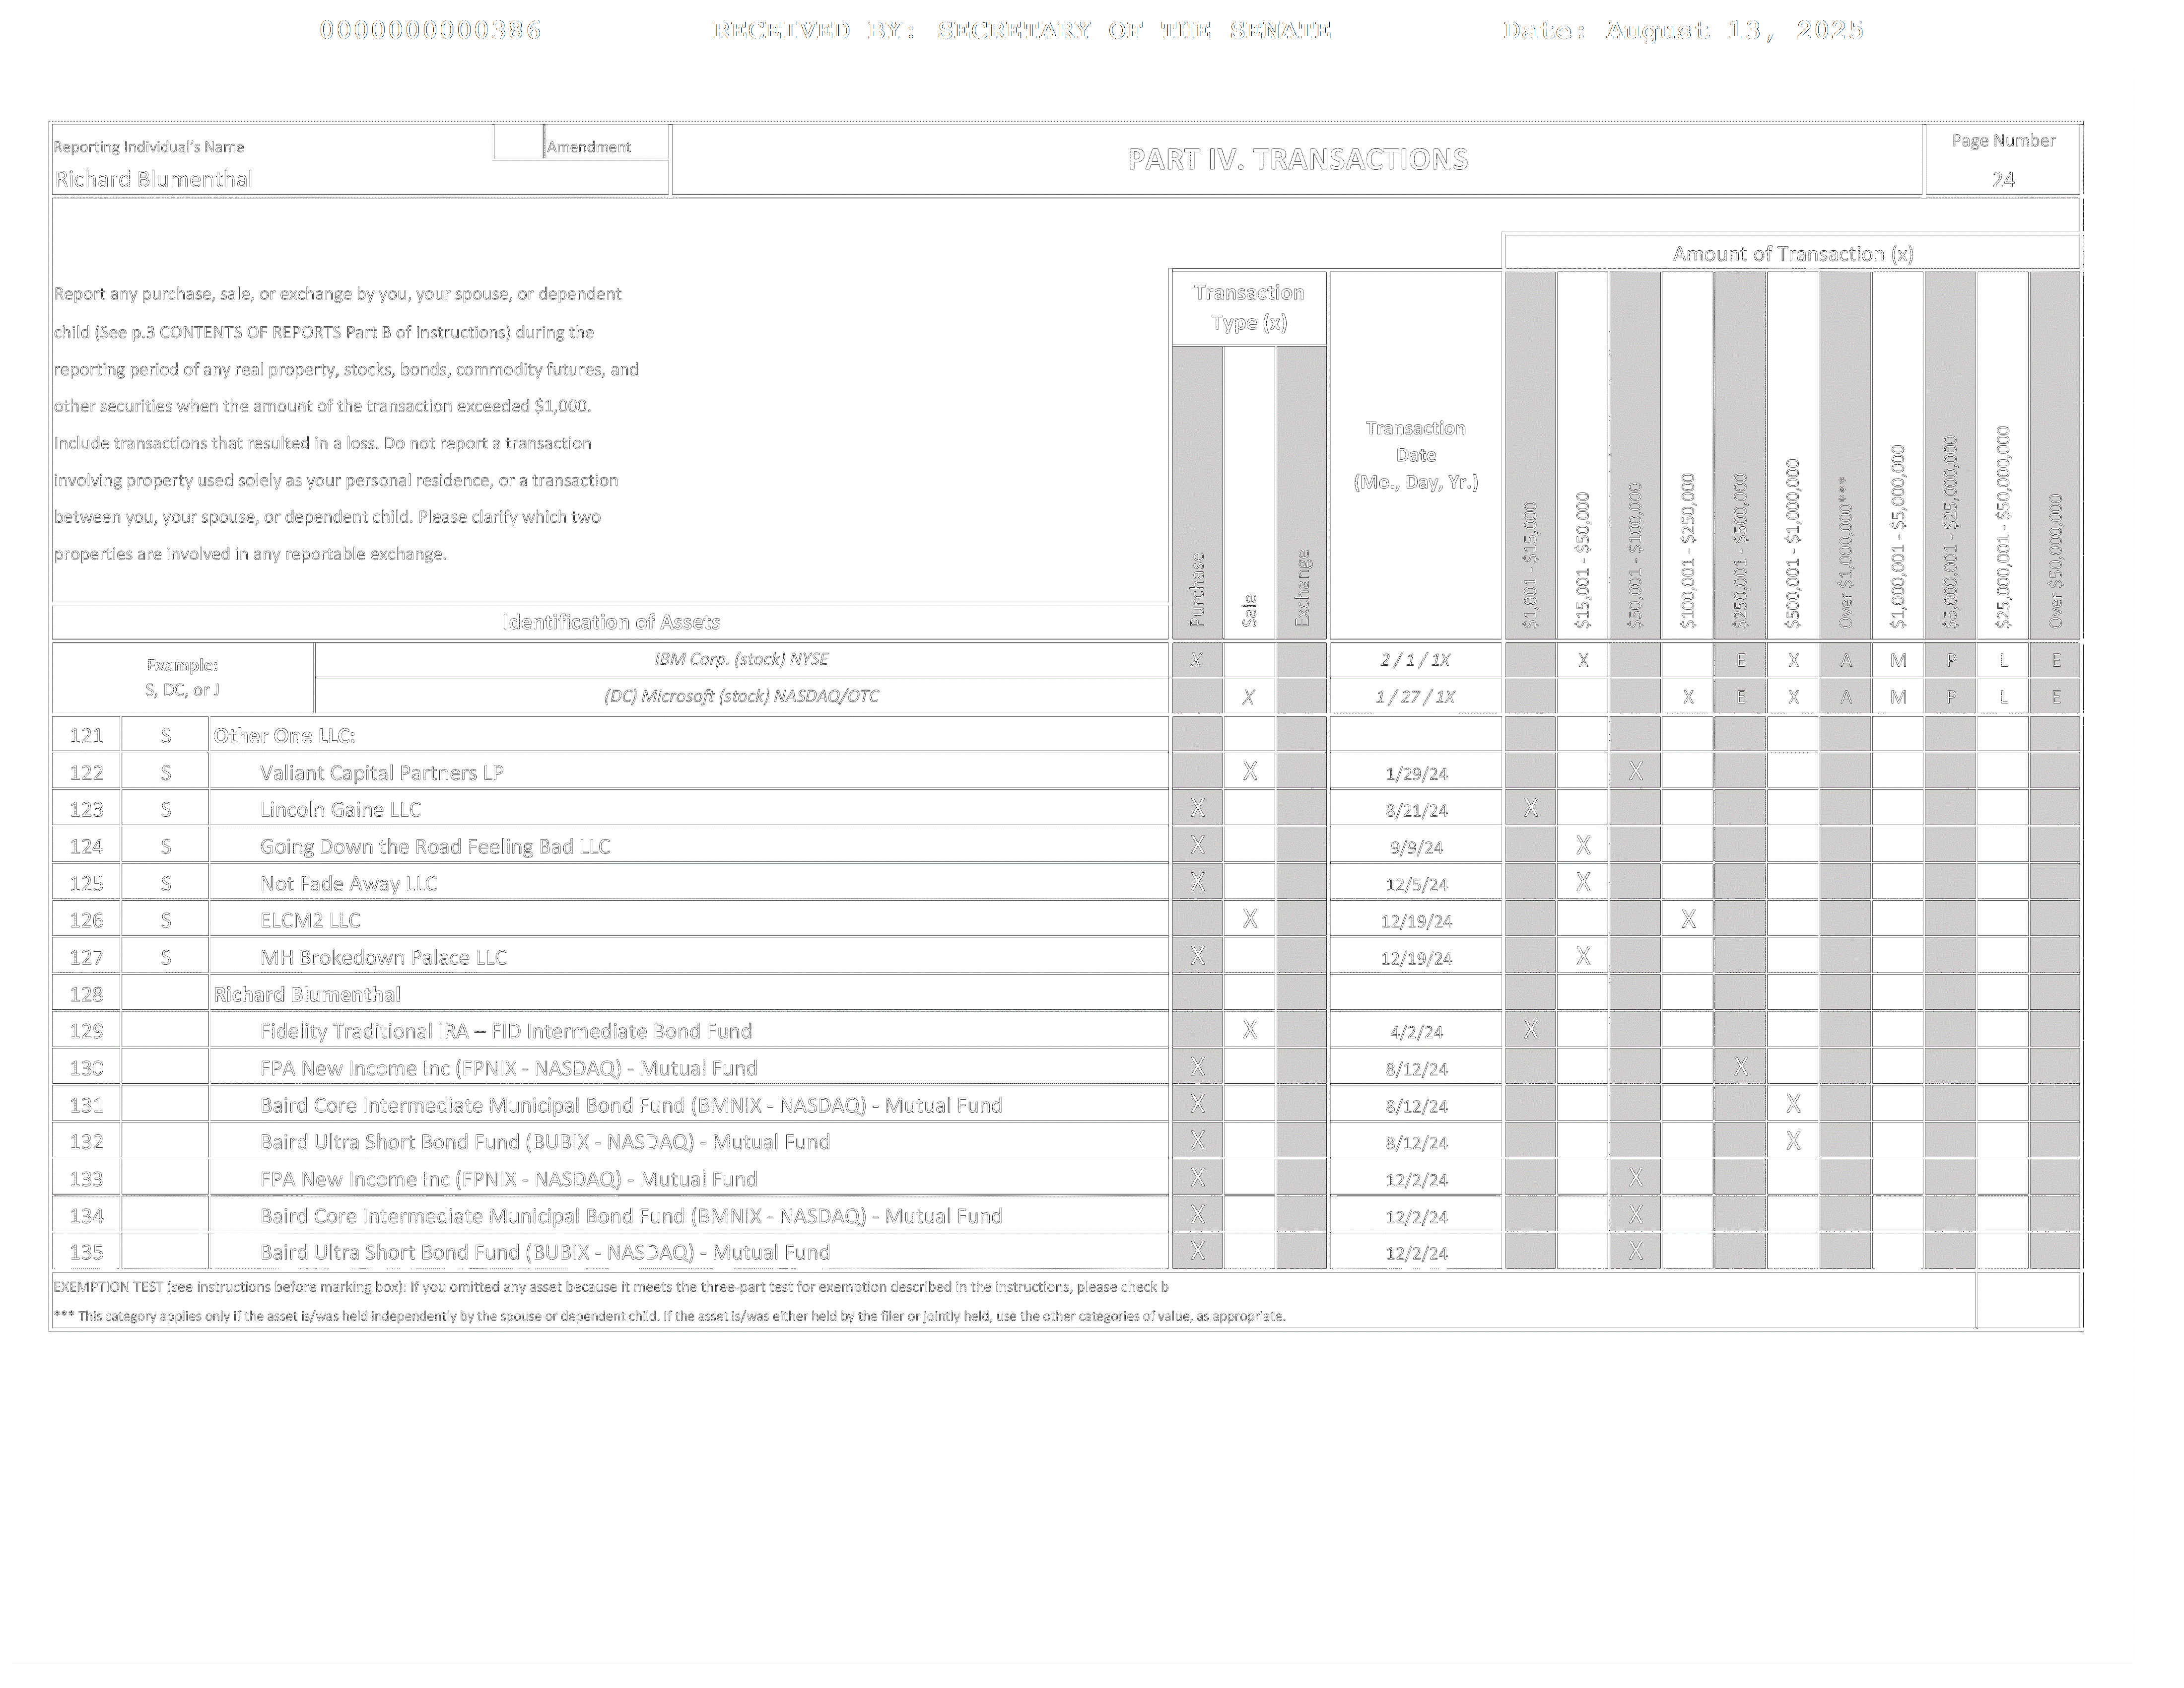 0000000000386 RECEIVED BY: SECRETARY OF THE SENATE Date: August 13, 2025
Reporting Individual's Name Amendment
Richard Blumenthal
PART IV. TRANSACTIONS
Page Number
24
Report any purchase, sale, or exchange by you, your spouse, or dependent
child (See p.3 CONTENTS OF REPORTS Part B of Instructions) during the
reporting period of any real property, stocks, bonds, commodity futures, and
other securities when the amount of the transaction exceeded $1,000.
Include transactions that resulted in a loss. Do not report a transaction
involving property used solely as your personal residence, or a transaction
between you, your spouse, or dependent child. Please clarify which two
properties are involved in any reportable exchange.
Identification of Assets
Transaction
Type (x)
Purchase
Sale
Exchange
Transaction
Date
(Mo., Day, Yr.)
Amount of Transaction (x)
$1,001 - $15,000
$15,001 - $50,000
$50,001 - $100,000
$100,001 - $250,000
$250,001 - $500,000
$500,001 - $1,000,000
Over $1,000,000***
$1,000,001 - $5,000,000
$5,000,001 - $25,000,000
$25,000,001 - $50,000,000
Over $50,000,000
Example:
S, DC, or J
IBM Corp. (stock) NYSE X 2 / 1 / 1X X E X A M P L E
(DC) Microsoft (stock) NASDAQ/OTC X 1 / 27 / 1X X E X A M P L E
121 S Other One LLC:
122 S Valiant Capital Partners LP X 1/29/24 X
123 S Lincoln Gaine LLC X 8/21/24 X
124 S Going Down the Road Feeling Bad LLC X 9/9/24 X
125 S Not Fade Away LLC X 12/5/24 X
126 S ELCM2 LLC X 12/19/24 X
127 S MH Brokedown Palace LLC X 12/19/24 X
128 Richard Blumenthal
129 Fidelity Traditional IRA – FID Intermediate Bond Fund X 4/2/24 X
130 FPA New Income Inc (FPNIX - NASDAQ) - Mutual Fund X 8/12/24 X
131 Baird Core Intermediate Municipal Bond Fund (BMNIX - NASDAQ) - Mutual Fund X 8/12/24 X
132 Baird Ultra Short Bond Fund (BUBIX - NASDAQ) - Mutual Fund X 8/12/24 X
133 FPA New Income Inc (FPNIX - NASDAQ) - Mutual Fund X 12/2/24 X
134 Baird Core Intermediate Municipal Bond Fund (BMNIX - NASDAQ) - Mutual Fund X 12/2/24 X
135 Baird Ultra Short Bond Fund (BUBIX - NASDAQ) - Mutual Fund X 12/2/24 X
EXEMPTION TEST (see instructions before marking box): If you omitted any asset because it meets the three-part test for exemption described in the instructions, please check b
*** This category applies only if the asset is/was held independently by the spouse or dependent child. If the asset is/was either held by the filer or jointly held, use the other categories of value, as appropriate.